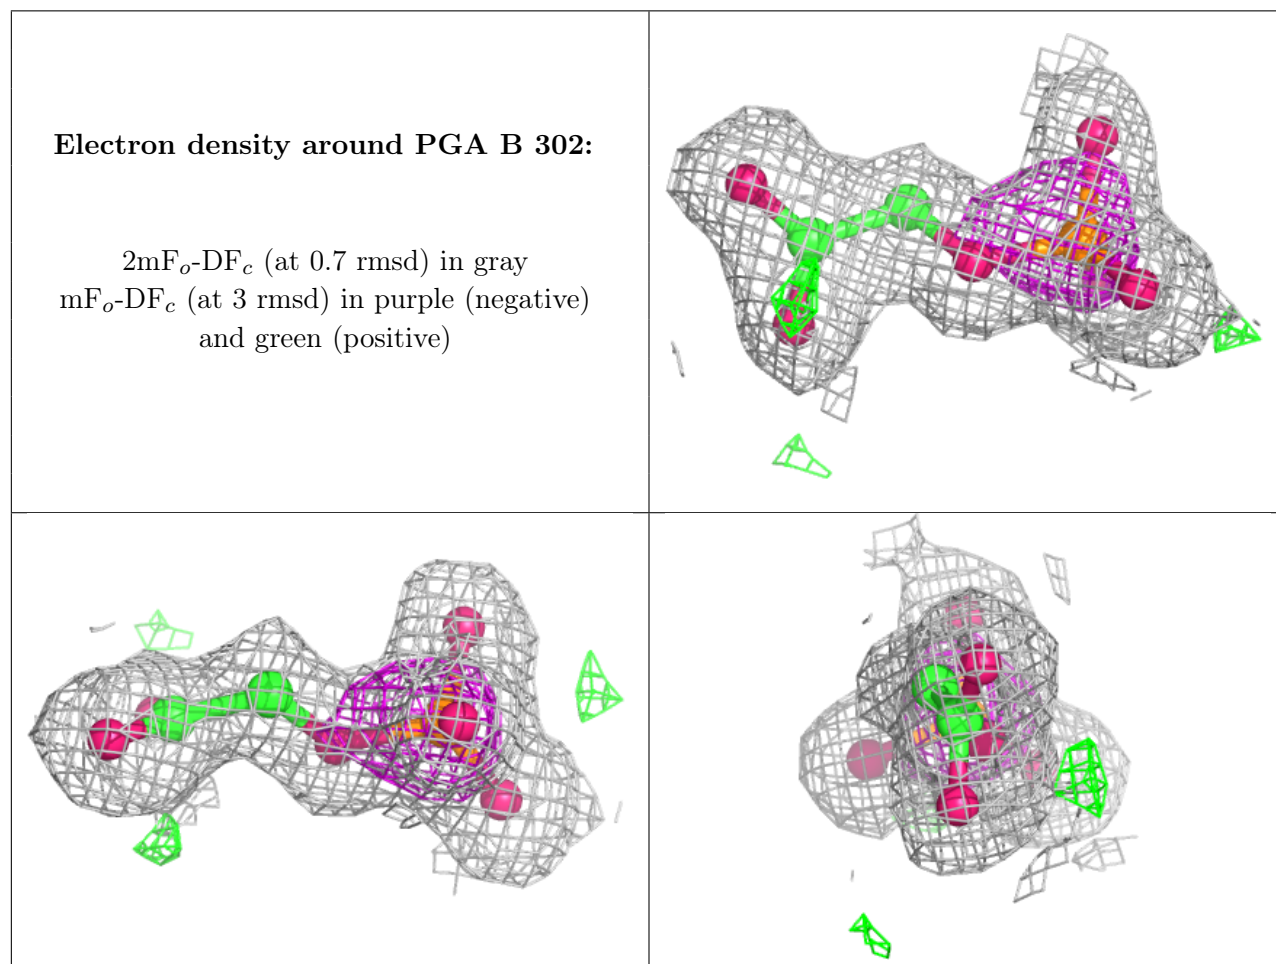 Electron density around PGA B 302:
2mFo-DFc (at 0.7 rmsd) in gray
mFo-DFc (at 3 rmsd) in purple (negative)
and green (positive)